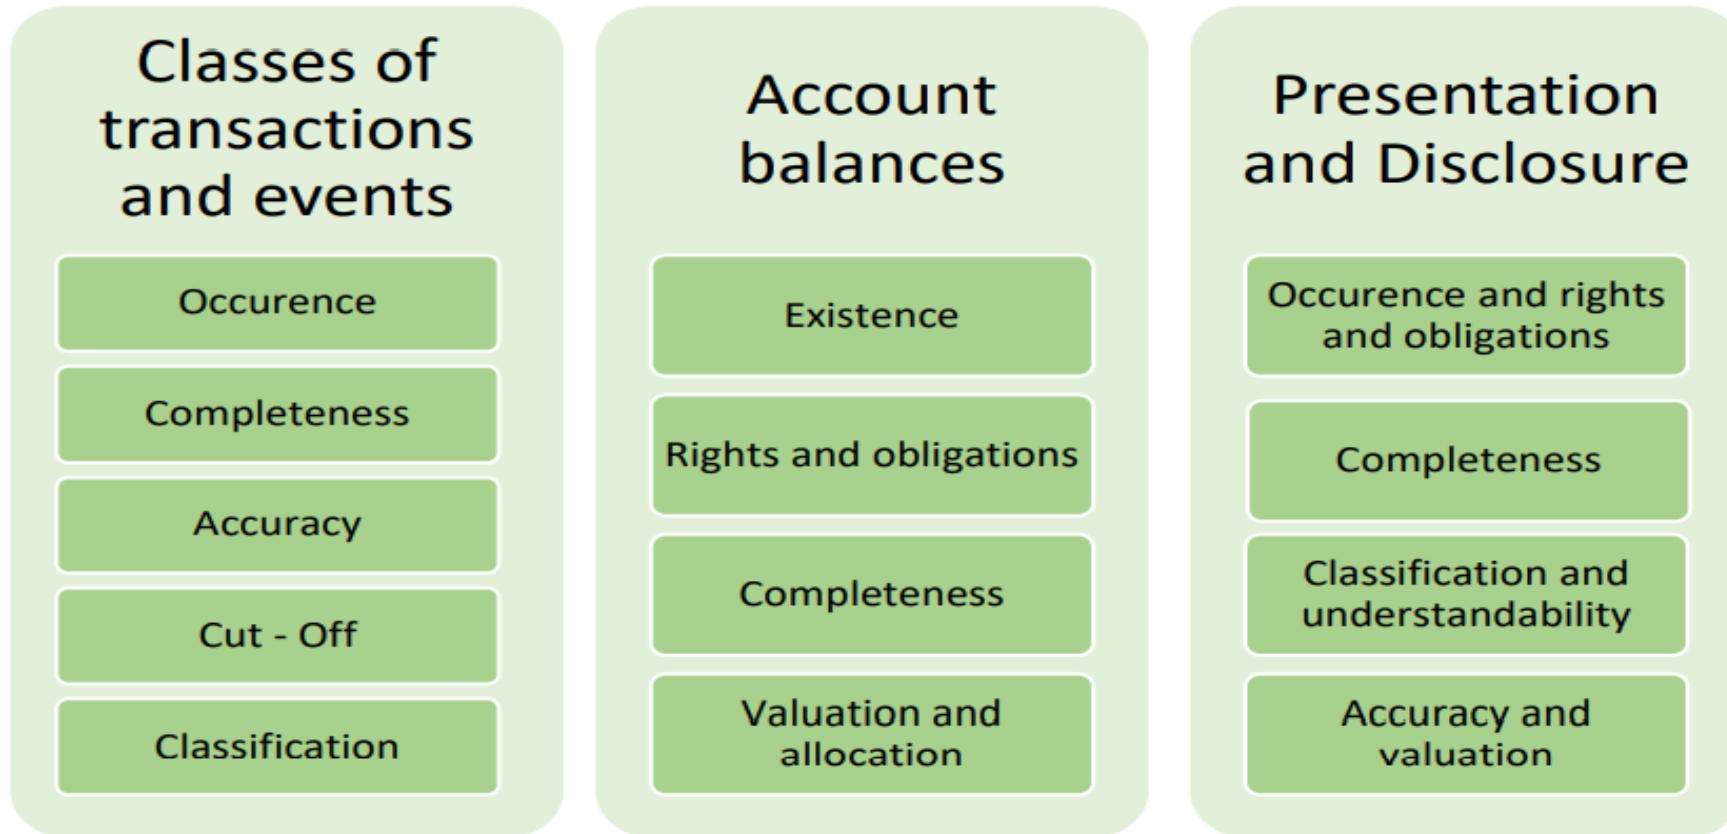 Classes of
transactions
and events
Occurence
Completeness
Accuracy
Cut - Off
Classification
Account
balances
Existence
Rights and obligations
Completeness
Valuation and
allocation
Presentation
and Disclosure
Occurence and rights
and obligations
Completeness
Classification and
understandability
Accuracy and
valuation